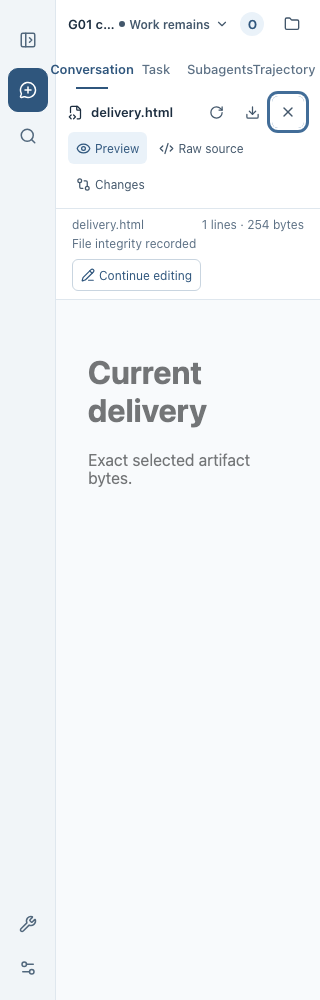 G01 c... Work remains O
Conversation Task Subagents Trajectory
delivery.html
Preview Raw source
Changes
delivery.html 1 lines · 254 bytes
File integrity recorded
Continue editing
Current
delivery
Exact selected artifact
bytes.